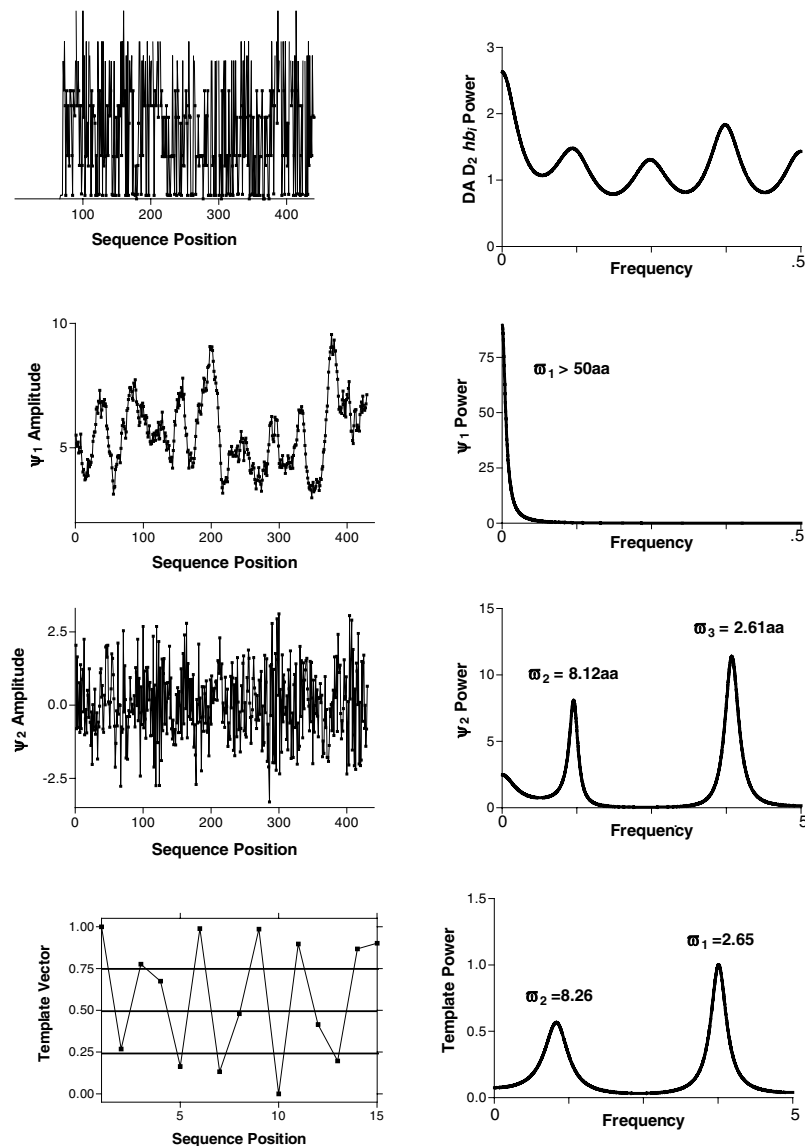 100 200 300 400
Sequence Position
3
2
1
0
DA D2 hbi Power
0 .5
Frequency
10
5
ψ1 Amplitude
0 100 200 300 400
Sequence Position
75
50
25
0
ψ1 Power
ϖ1 > 50aa
0 .5
Frequency
2.5
0.0
-2.5
ψ2 Amplitude
0 100 200 300 400
Sequence Position
15
10
5
0
ψ2 Power
ϖ2 = 8.12aa
ϖ3 = 2.61aa
0 5
Frequency
1.00
0.75
0.50
0.25
0.00
Template Vector
5 10 15
Sequence Position
1.5
1.0
0.5
0.0
Template Power
ϖ2 =8.26
ϖ1 =2.65
0 5
Frequency